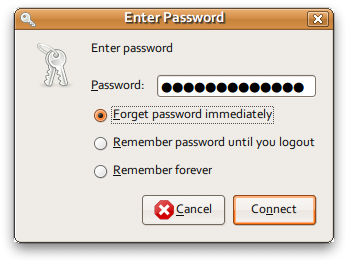 Enter Password
Enter password
Password: ●●●●●●●●●●●●●
Forget password immediately
Remember password until you logout
Remember forever
Cancel Connect